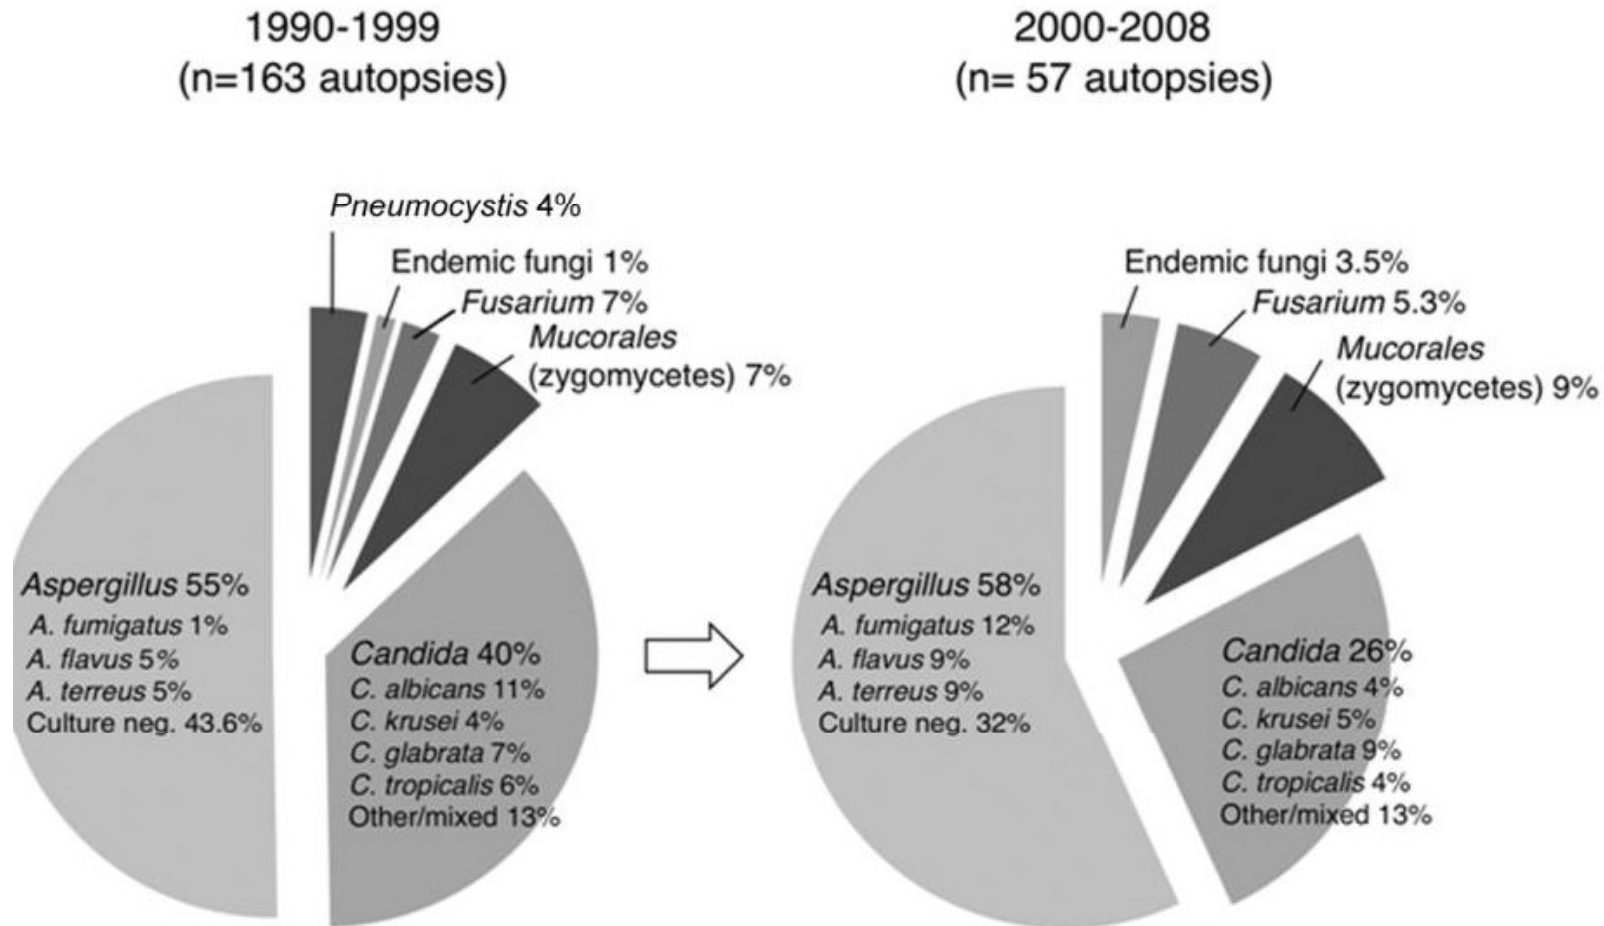 1990-1999
(n=163 autopsies)
Pneumocystis 4%
Endemic fungi 1%
Fusarium 7%
Mucorales
(zygomycetes) 7%
Aspergillus 55%
A. fumigatus 1%
A. flavus 5%
A. terreus 5%
Culture neg. 43.6%
Candida 40%
C. albicans 11%
C. krusei 4%
C. glabrata 7%
C. tropicalis 6%
Other/mixed 13%
2000-2008
(n= 57 autopsies)
Endemic fungi 3.5%
Fusarium 5.3%
Mucorales
(zygomycetes) 9%
Aspergillus 58%
A. fumigatus 12%
A. flavus 9%
A. terreus 9%
Culture neg. 32%
Candida 26%
C. albicans 4%
C. krusei 5%
C. glabrata 9%
C. tropicalis 4%
Other/mixed 13%